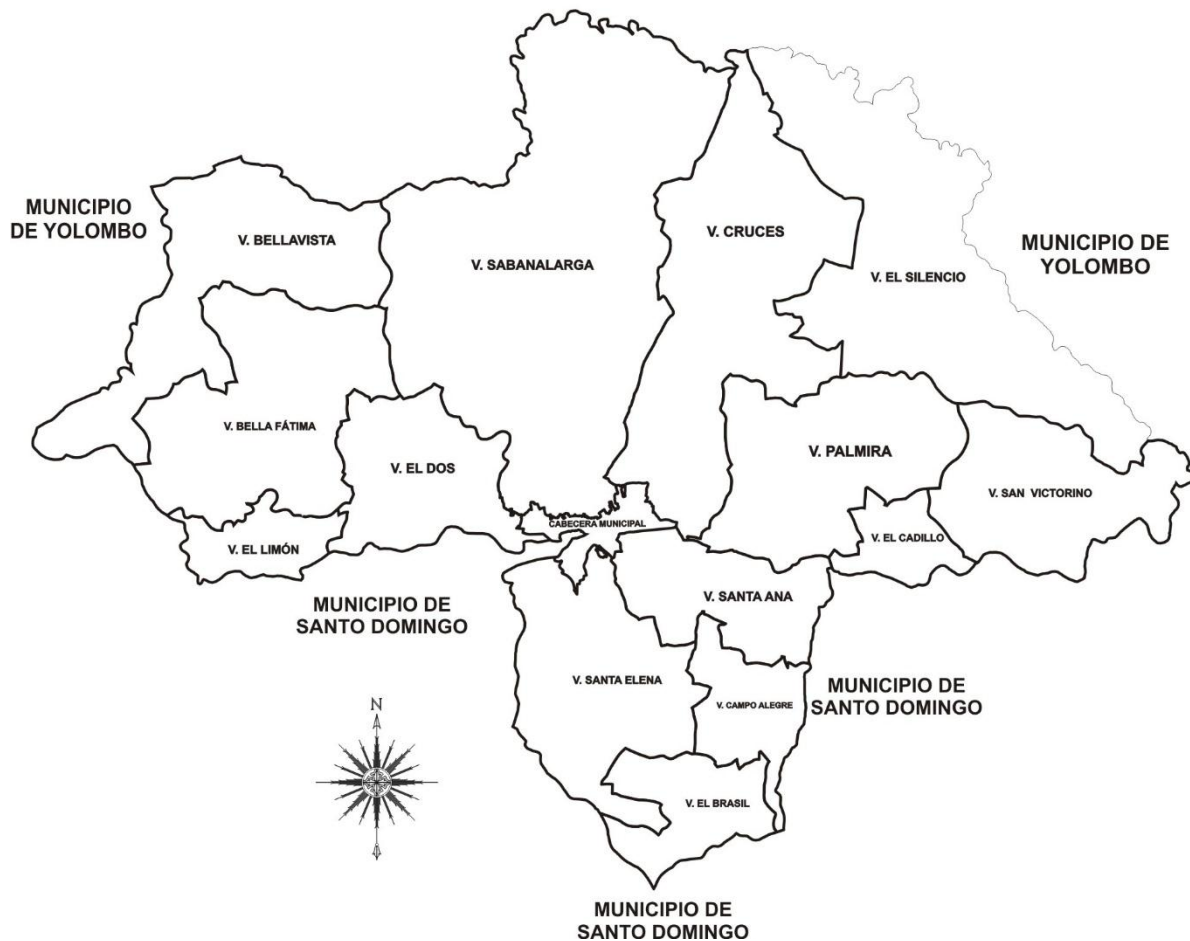 MUNICIPIO
DE YOLOMBO
V. BELLAVISTA
V. SABANALARGA
V. CRUCES
V. EL SILENCIO
MUNICIPIO DE
YOLOMBO
V. BELLA FÁTIMA
V. EL DOS
V. PALMIRA
V. SAN VICTORINO
CABECERA MUNICIPAL
V. EL CADILLO
V. EL LIMÓN
V. SANTA ANA
MUNICIPIO DE
SANTO DOMINGO
V. SANTA ELENA
V. CAMPO ALEGRE
MUNICIPIO DE
SANTO DOMINGO
N
V. EL BRASIL
MUNICIPIO DE
SANTO DOMINGO